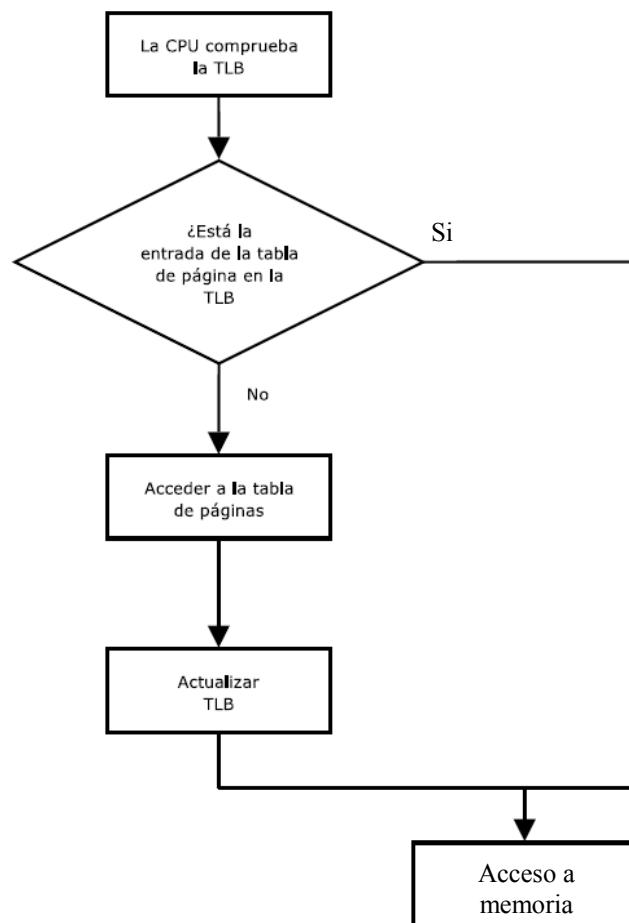 La CPU comprueba
la TLB
¿Está la
entrada de la tabla
de página en la
TLB
Si
No
Acceder a la tabla
de páginas
Actualizar
TLB
Acceso a
memoria